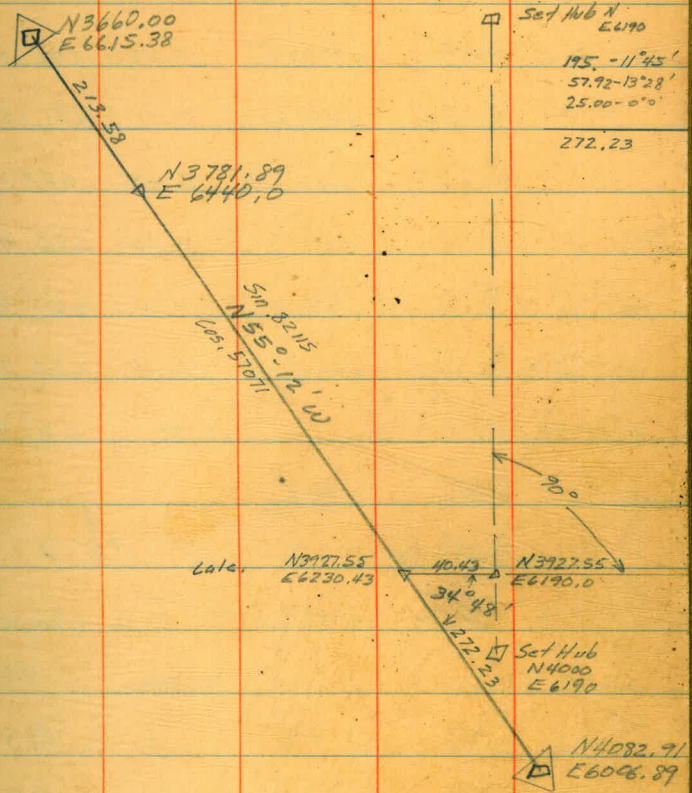 N3660.00
E6615.38
Set Hub N
E6190
195. - 11°45'
57.92 - 13°28'
25.00 - 0°0'
272.23
213.58
N3781.89
E 6440.0
Sin .82115
N55°-12'W
Cos .57071
90°
Calc.
N3927.55
E6230.43
40.43
N3927.55
E6190.0
34°48'
272.23
Set Hub
N4000
E6190
N4082.91
E6006.89